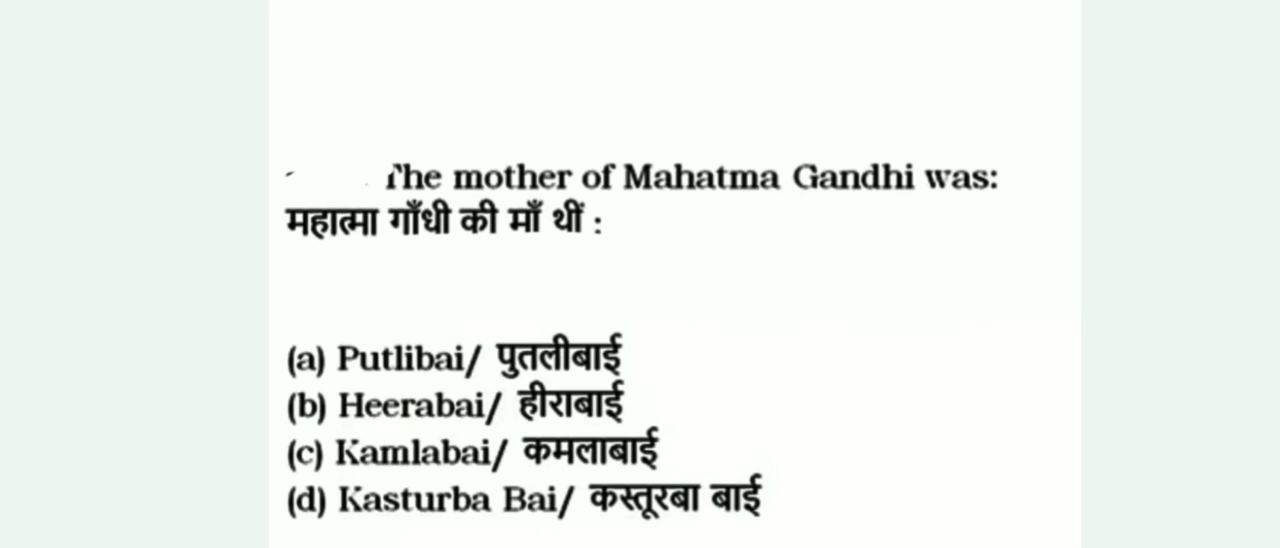 The mother of Mahatma Gandhi was:
महात्मा गाँधी की माँ थीं :
(a) Putlibai/ पुतलीबाई
(b) Heerabai/ हीराबाई
(c) Kamlabai/ कमलाबाई
(d) Kasturba Bai/ कस्तूरबा बाई